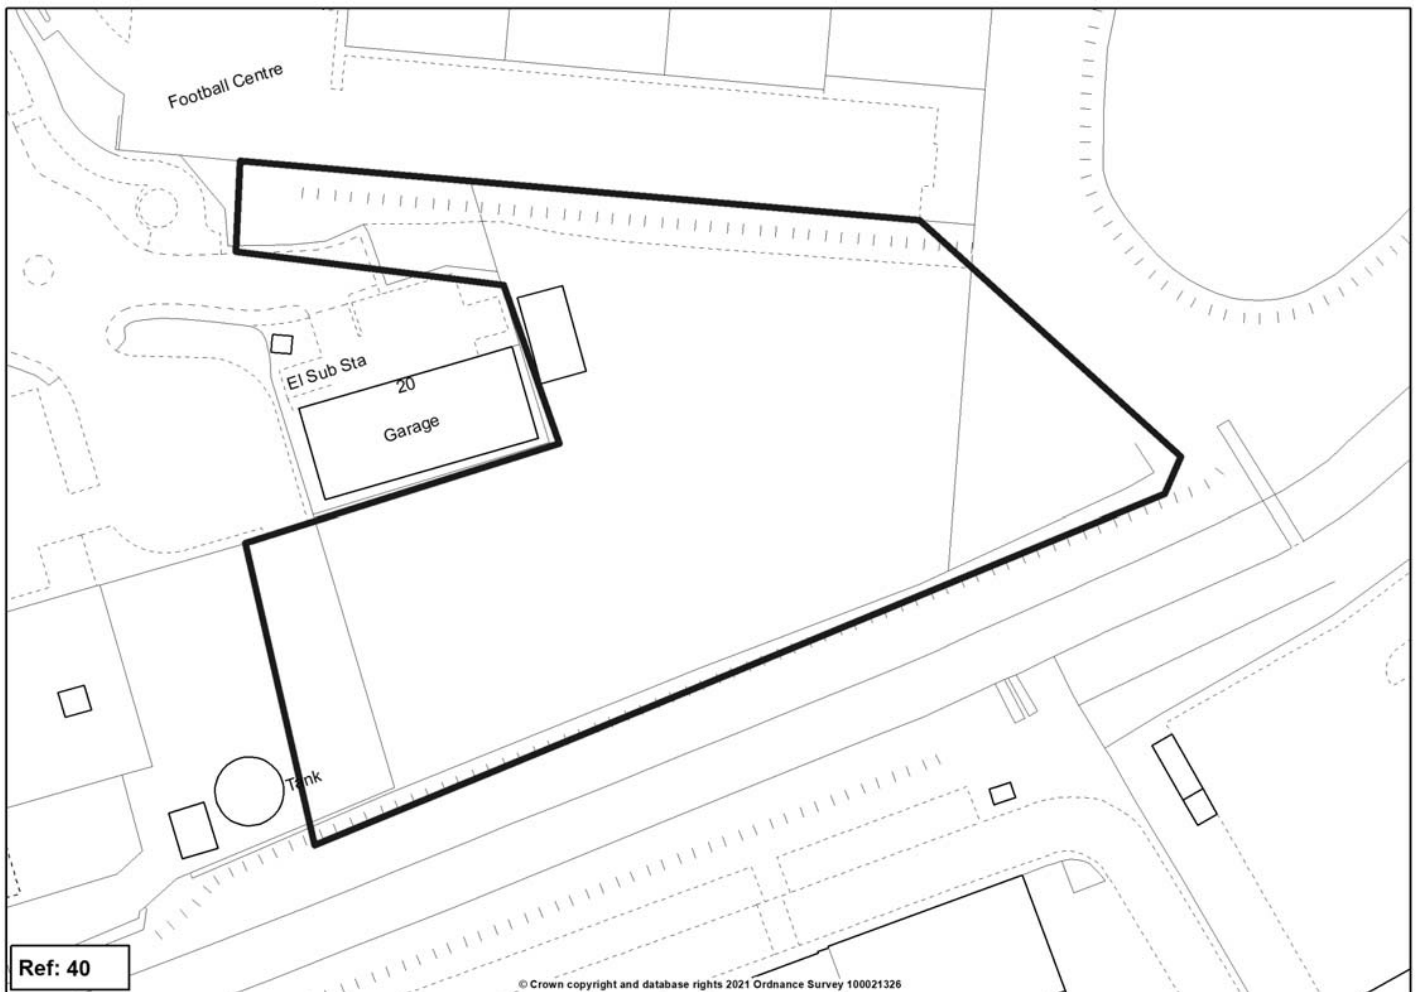 Football Centre
El Sub Sta
20
Garage
Tank
Ref: 40
© Crown copyright and database rights 2021 Ordnance Survey 100021326